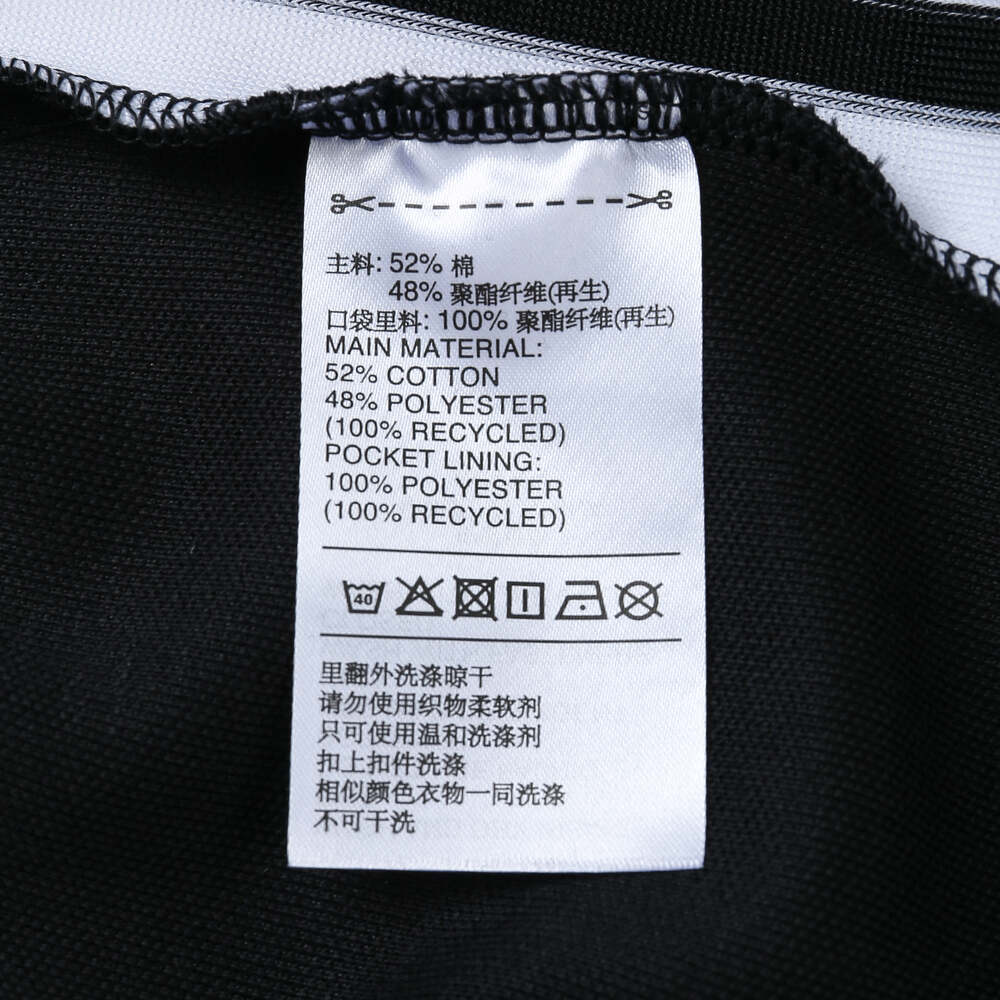 主料: 52% 棉
48% 聚酯纤维(再生)
口袋里料: 100% 聚酯纤维(再生)
MAIN MATERIAL:
52% COTTON
48% POLYESTER
(100% RECYCLED)
POCKET LINING:
100% POLYESTER
(100% RECYCLED)
40
里翻外洗涤晾干
请勿使用织物柔软剂
只可使用温和洗涤剂
扣上扣件洗涤
相似颜色衣物一同洗涤
不可干洗